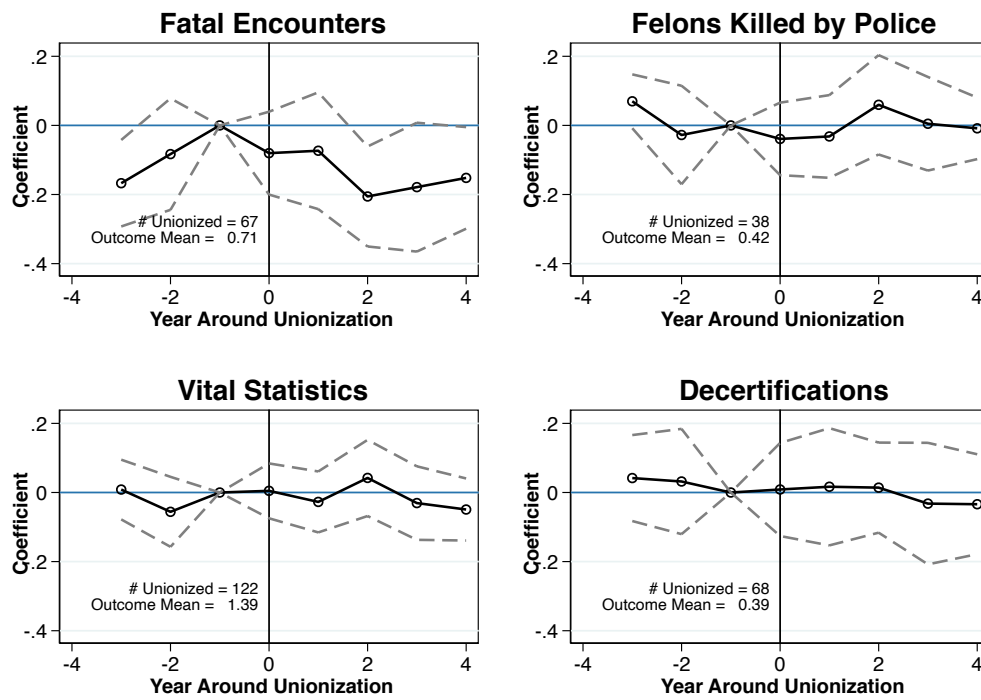 Fatal Encounters
.2
0
.2
-.4
Coefficient
# Unionized = 67
Outcome Mean = 0.71
-4 -2 0 2 4
Year Around Unionization
Felons Killed by Police
.2
0
.2
-.4
Coefficient
# Unionized = 38
Outcome Mean = 0.42
-4 -2 0 2 4
Year Around Unionization
Vital Statistics
.2
0
.2
-.4
Coefficient
# Unionized = 122
Outcome Mean = 1.39
-4 -2 0 2 4
Year Around Unionization
Decertifications
.2
0
.2
-.4
Coefficient
# Unionized = 68
Outcome Mean = 0.39
-4 -2 0 2 4
Year Around Unionization